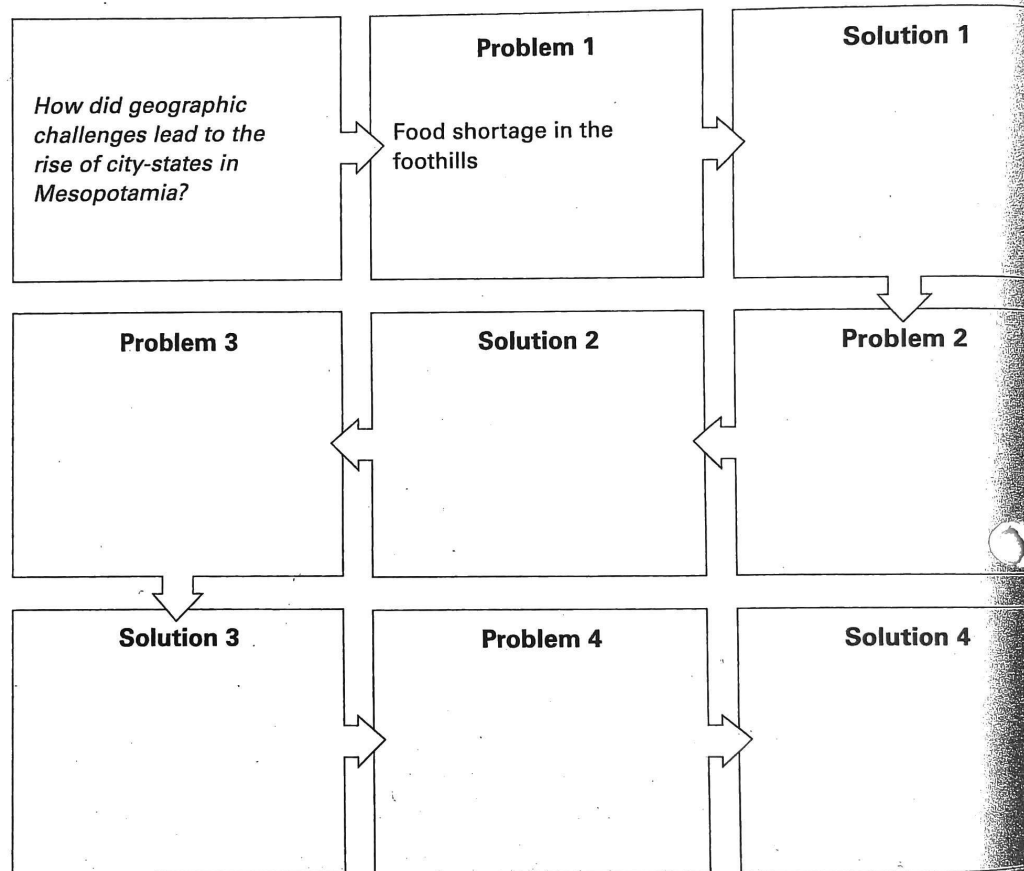 How did geographic
challenges lead to the
rise of city-states in
Mesopotamia?
Problem 1
Food shortage in the
foothills
Solution 1
Problem 2
Solution 2
Problem 3
Solution 3
Problem 4
Solution 4